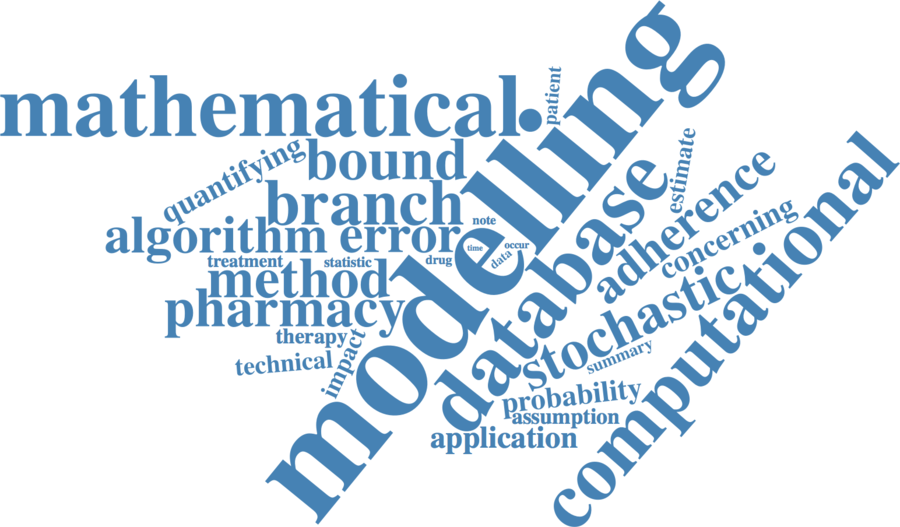 mathematical
modelling
patient
quantifying
bound
estimate
branch
note
algorithm error
time
occur
data
database
adherence
concerning
computational
treatment
statistic
drug
method
pharmacy
stochastic
therapy
technical
impact
summary
probability
assumption
application